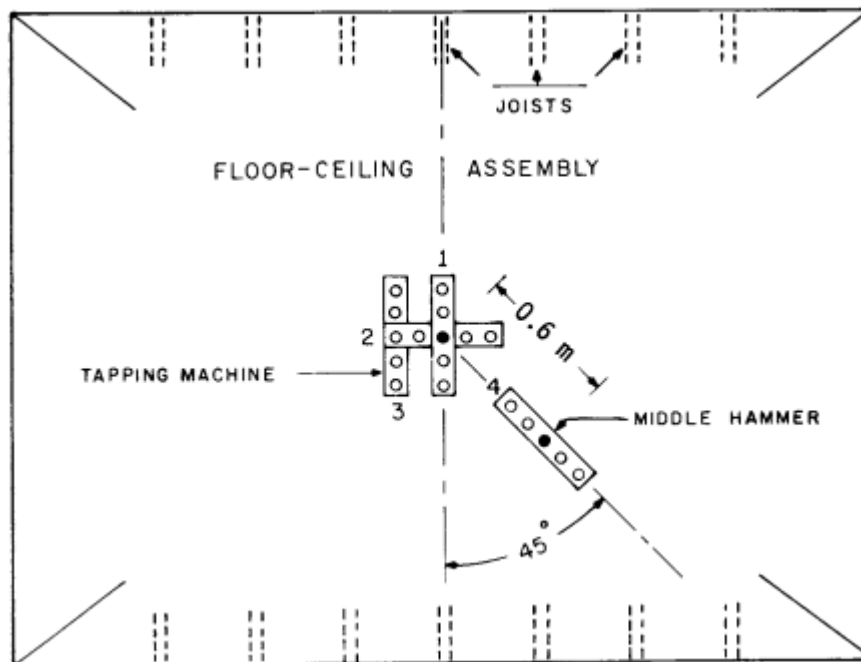 JOISTS
FLOOR-CEILING ASSEMBLY
1
0.6 m
2
TAPPING MACHINE
4
3
MIDDLE HAMMER
45°